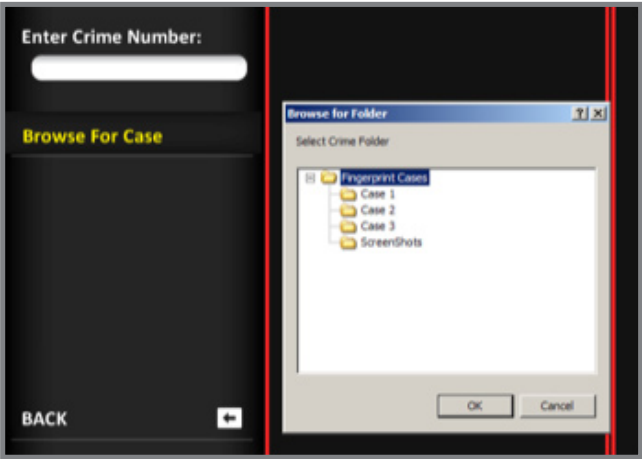 Enter Crime Number:
Browse For Case
BACK
Browse for Folder
Select Crime Folder
Fingerprint Cases
Case 1
Case 2
Case 3
ScreenShots
OK
Cancel